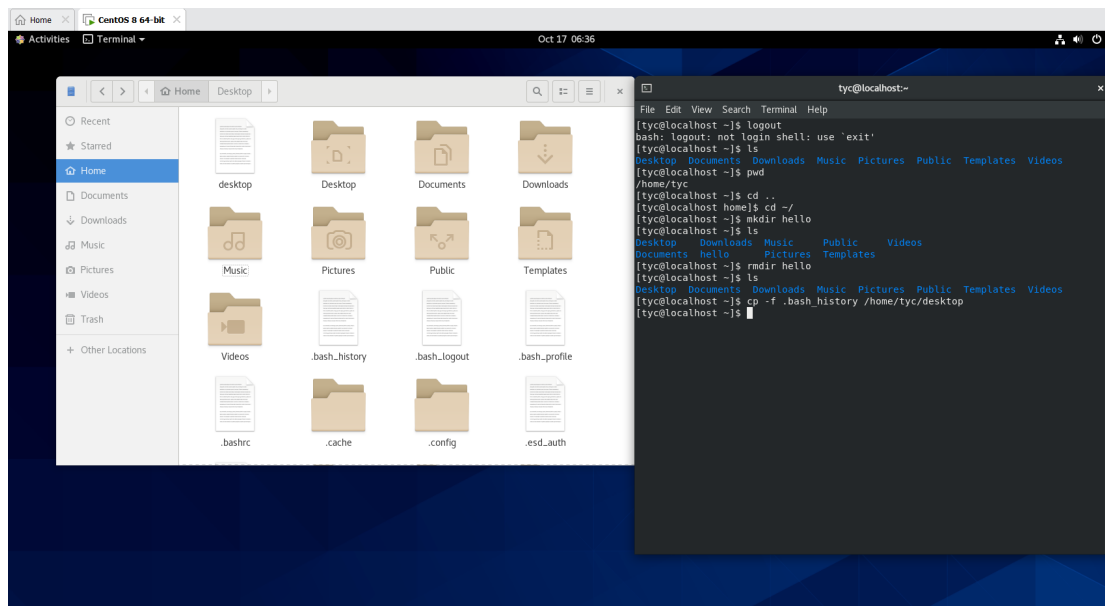 Home
CentOS 8 64-bit
Activities Terminal Oct 17 06:36
Home Desktop
Recent
Starred
Home
Documents
Downloads
Music
Pictures
Videos
Trash
+ Other Locations
desktop Desktop Documents Downloads
Music Pictures Public Templates
Videos .bash_history .bash_logout .bash_profile
.bashrc .cache .config .esd_auth
tyc@localhost:~
File Edit View Search Terminal Help
[tyc@localhost ~]$ logout
bash: logout: not login shell: use `exit'
[tyc@localhost ~]$ ls
Desktop Documents Downloads Music Pictures Public Templates Videos
[tyc@localhost ~]$ pwd
/home/tyc
[tyc@localhost ~]$ cd ..
[tyc@localhost home]$ cd ~/
[tyc@localhost ~]$ mkdir hello
[tyc@localhost ~]$ ls
Desktop Downloads Music Public Videos
Documents hello Pictures Templates
[tyc@localhost ~]$ rmdir hello
[tyc@localhost ~]$ ls
Desktop Documents Downloads Music Pictures Public Templates Videos
[tyc@localhost ~]$ cp -f .bash_history /home/tyc/desktop
[tyc@localhost ~]$